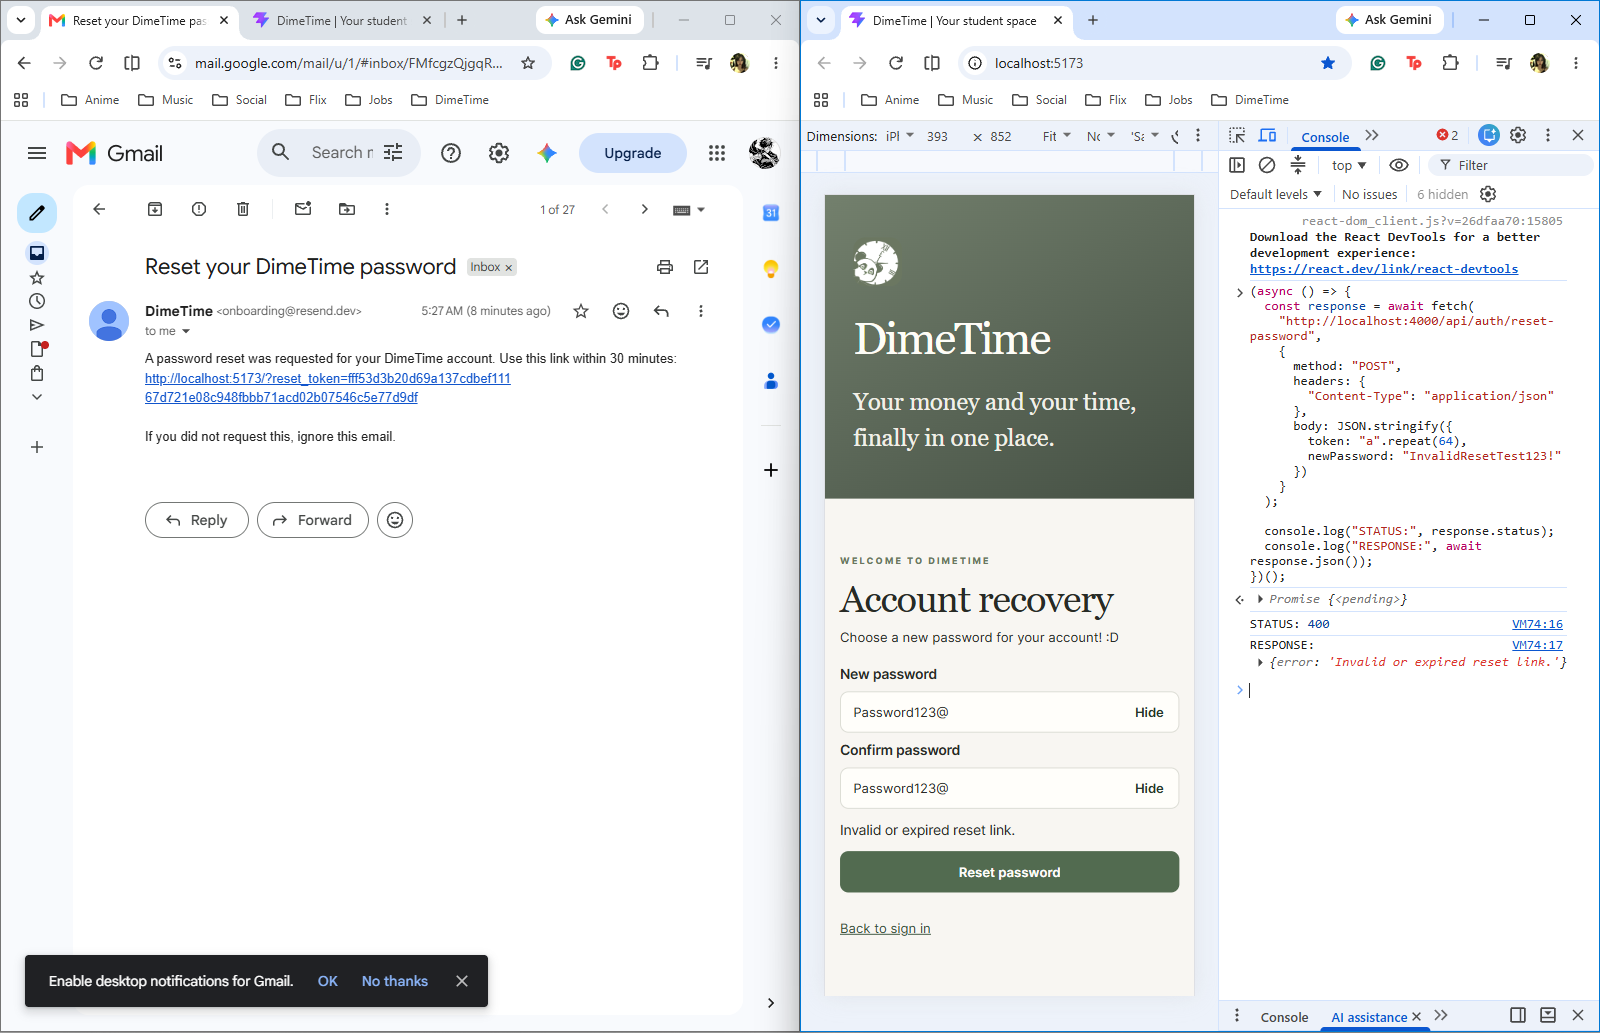 Reset your DimeTime pas
DimeTime | Your student
Ask Gemini
mail.google.com/mail/u/1/#inbox/FMfcgzQjgqR...
Anime
Music
Social
Flix
Jobs
DimeTime
Gmail
Search r
Upgrade
31
1 of 27
Reset your DimeTime password
Inbox ×
DimeTime <onboarding@resend.dev>
5:27 AM (8 minutes ago)
to me
A password reset was requested for your DimeTime account. Use this link within 30 minutes:
http://localhost:5173/?reset_token=fff53d3b20d69a137cdbef111
67d721e08c948fbbb71acd02b07546c5e77d9df
If you did not request this, ignore this email.
Reply
Forward
Enable desktop notifications for Gmail.
OK
No thanks
DimeTime | Your student space
Ask Gemini
localhost:5173
Anime
Music
Social
Flix
Jobs
DimeTime
Dimensions: iPl
393
×
852
Fit
Nc
'Sa
DimeTime
Your money and your time,
finally in one place.
WELCOME TO DIMETIME
Account recovery
Choose a new password for your account! :D
New password
Password123@
Hide
Confirm password
Password123@
Hide
Invalid or expired reset link.
Reset password
Back to sign in
Console
2
top
Filter
Default levels
No issues
6 hidden
react-dom_client.js?v=26dfaa70:15805
Download the React DevTools for a better
development experience:
https://react.dev/link/react-devtools
(async () => {
const response = await fetch(
"http://localhost:4000/api/auth/reset-
password",
{
method: "POST",
headers: {
"Content-Type": "application/json"
},
body: JSON.stringify({
token: "a".repeat(64),
newPassword: "InvalidResetTest123!"
})
}
);
console.log("STATUS:", response.status);
console.log("RESPONSE:", await
response.json());
})();
Promise {<pending>}
STATUS: 400
VM74:16
RESPONSE:
VM74:17
{error: 'Invalid or expired reset link.'}
Console
AI assistance